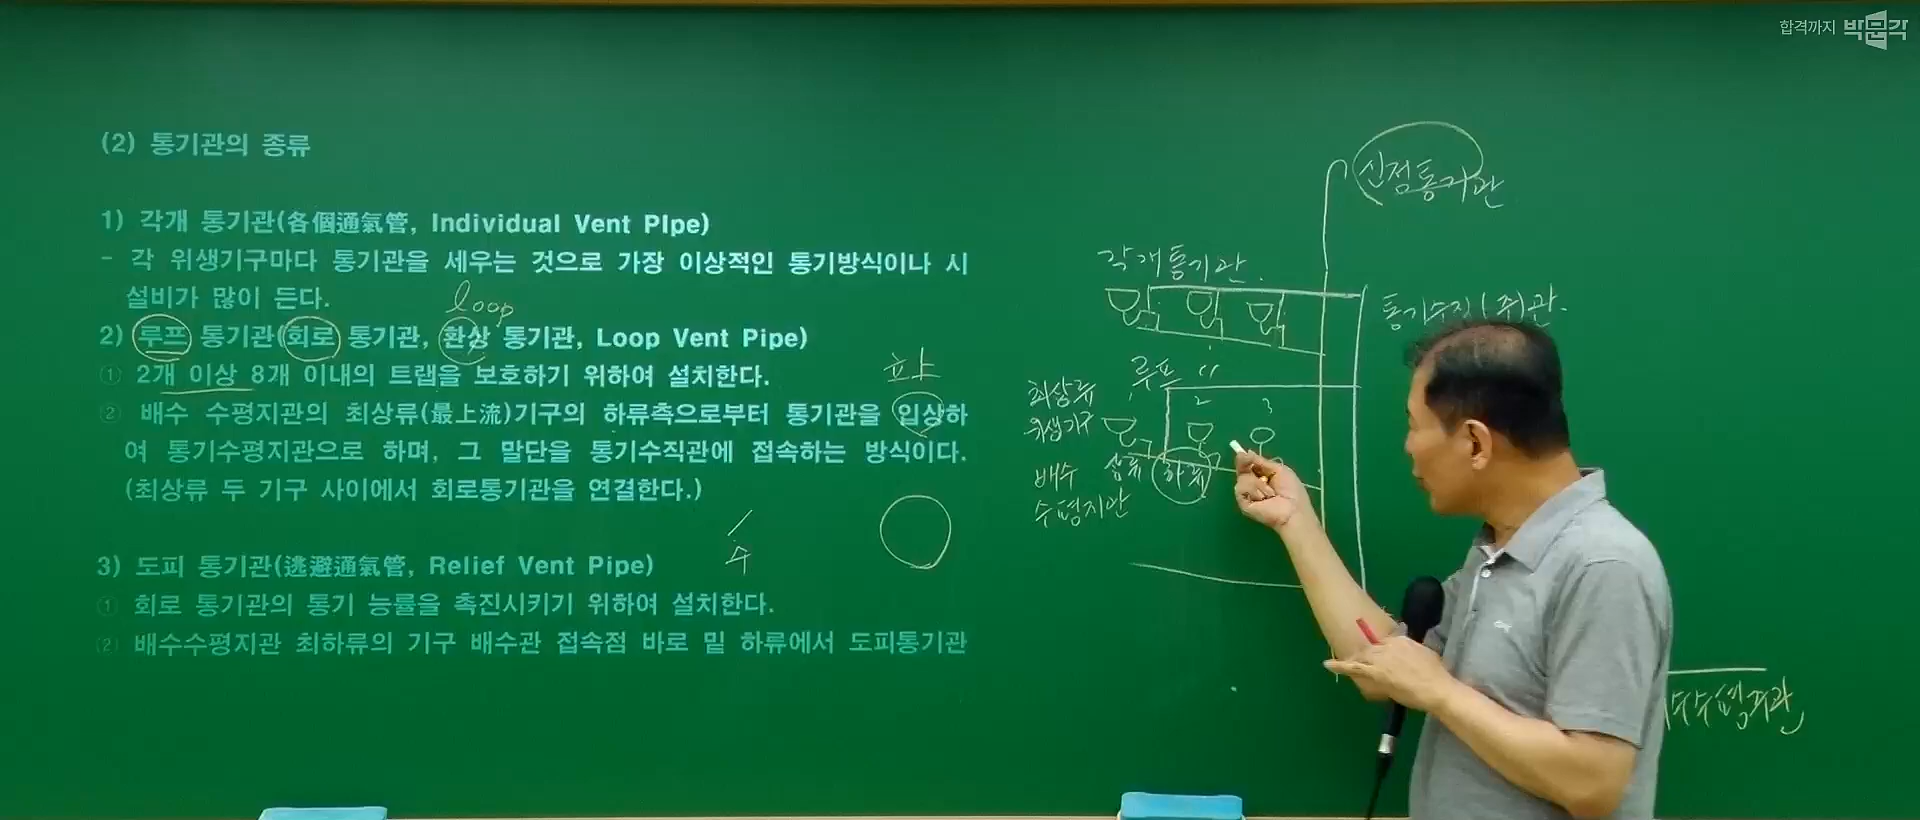 합격까지 박문각
(2) 통기관의 종류
1) 각개 통기관(各個通氣管, Individual Vent PIpe)
- 각 위생기구마다 통기관을 세우는 것으로 가장 이상적인 통기방식이나 시
설비가 많이 든다.
loop
2) 루프 통기관(회로 통기관, 환상 통기관, Loop Vent Pipe)
① 2개 이상 8개 이내의 트랩을 보호하기 위하여 설치한다.
② 배수 수평지관의 최상류(最上流)기구의 하류측으로부터 통기관을 입상하
여 통기수평지관으로 하며, 그 말단을 통기수직관에 접속하는 방식이다.
(최상류 두 기구 사이에서 회로통기관을 연결한다.)
3) 도피 통기관(逃避通氣管, Relief Vent Pipe)
① 회로 통기관의 통기 능률을 촉진시키기 위하여 설치한다.
② 배수수평지관 최하류의 기구 배수관 접속점 바로 밑 하류에서 도피통기관
수
신정통기관
각개통기관
통기수직(주)관
루프 〃
1 2 3
최상류
위생기구
배수
수평지관
상류 하류
수수평주관